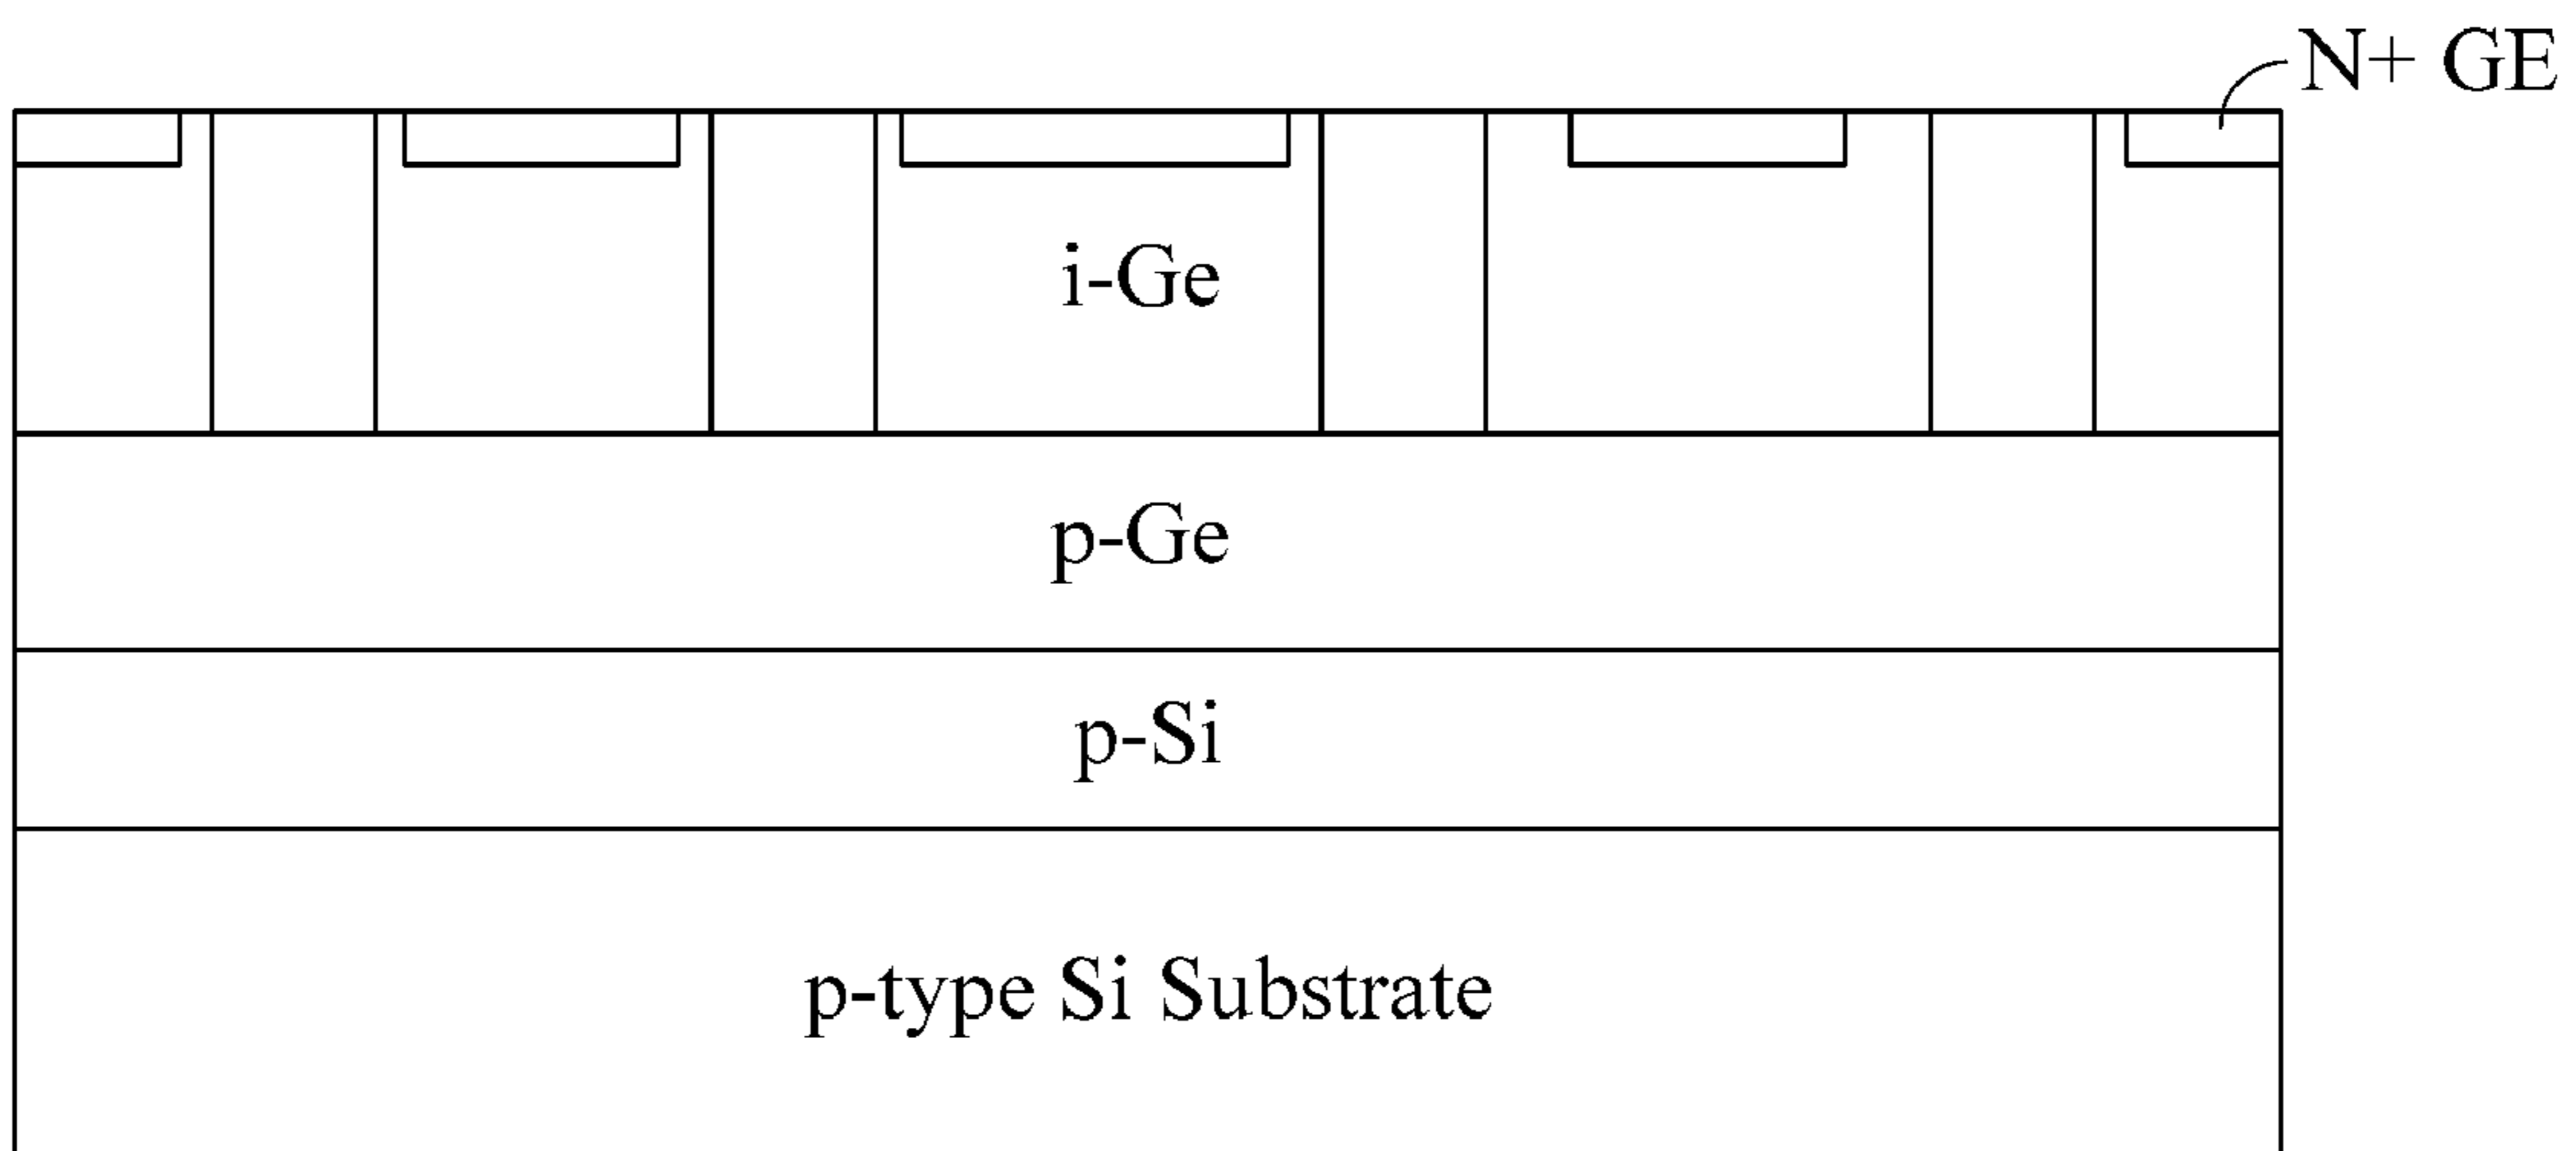 N+ GE
i-Ge
p-Ge
p-Si
p-type Si Substrate